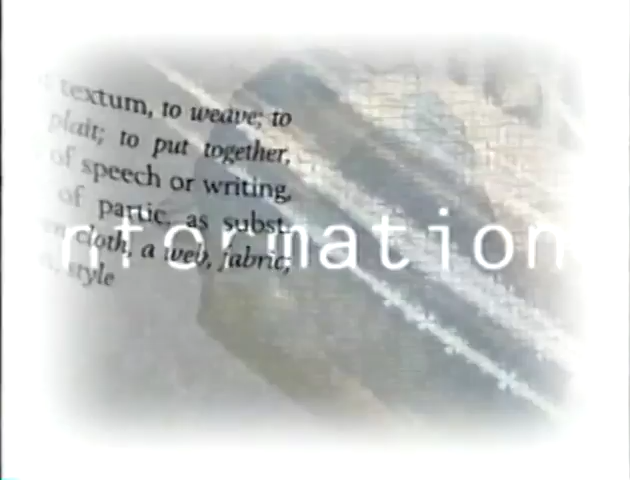 textum, to weave; to
plait; to put together,
of speech or writing,
of partic. as subst.
cloth, a web, fabric;
style
nformation